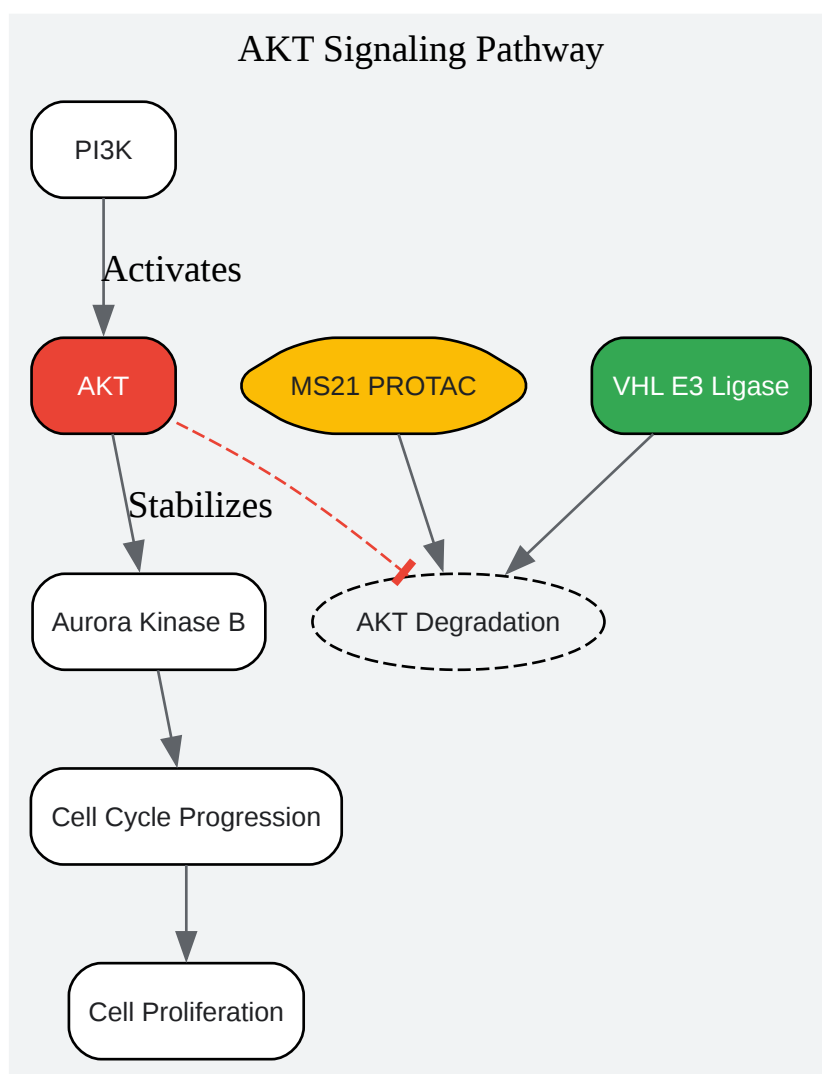 AKT Signaling Pathway
PI3K
Activates
AKT
MS21 PROTAC
VHL E3 Ligase
Stabilizes
Aurora Kinase B
AKT Degradation
Cell Cycle Progression
Cell Proliferation